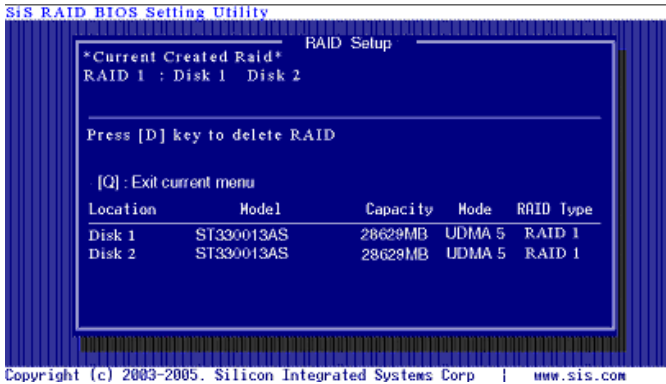 SiS RAID BIOS Setting Utility
RAID Setup
*Current Created Raid*
RAID 1 : Disk 1 Disk 2
Press [D] key to delete RAID
[Q] : Exit current menu
Location Model Capacity Mode RAID Type
Disk 1 ST330013AS 28629MB UDMA 5 RAID 1
Disk 2 ST330013AS 28629MB UDMA 5 RAID 1
Copyright (c) 2003-2005. Silicon Integrated Systems Corp | www.sis.com